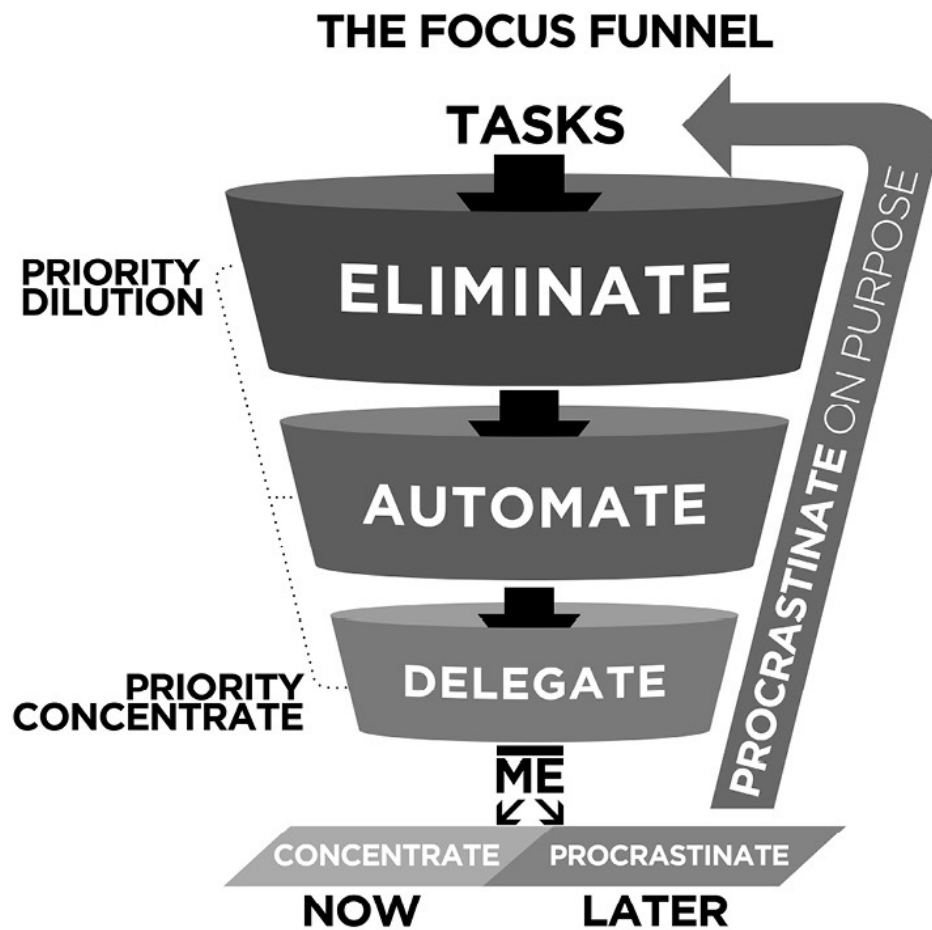 THE FOCUS FUNNEL
TASKS
ELIMINATE
PRIORITY
DILUTION
AUTOMATE
DELEGATE
PRIORITY
CONCENTRATE
PROCRASTINATE ON PURPOSE
ME
CONCENTRATE
PROCRASTINATE
NOW
LATER